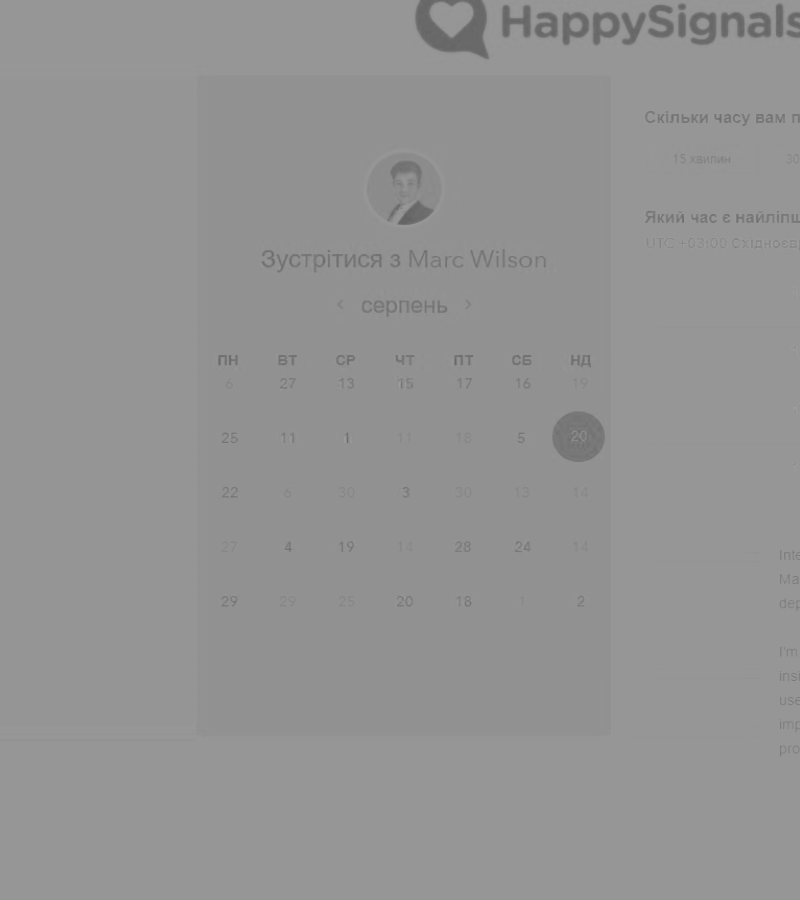 HappySignals
Зустрітися з Marc Wilson
серпень
ПН ВТ СР ЧТ ПТ СБ НД
6 27 13 15 17 16 19
25 11 1 11 18 5 20
22 6 30 3 30 13 14
27 4 19 14 28 24 14
29 29 25 20 18 1 2
Скільки часу вам п
15 хвилин 30
Який час є найліпш
UTC +03:00 Східноєв
Inte
Ma
dep
I'm
insi
use
imp
pro